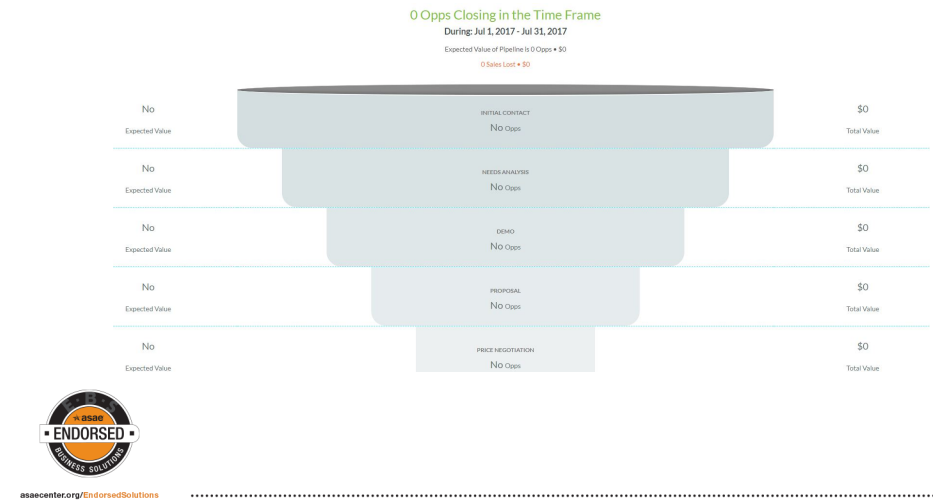 0 Opps Closing in the Time Frame
During: Jul 1, 2017 - Jul 31, 2017
Expected Value of Pipeline is 0 Opps • $0
0 Sales Lost • $0
No
INITIAL CONTACT
$0
Expected Value
No Opps
Total Value
No
NEEDS ANALYSIS
$0
Expected Value
No Opps
Total Value
No
DEMO
$0
Expected Value
No Opps
Total Value
No
PROPOSAL
$0
Expected Value
No Opps
Total Value
No
PRICE NEGOTIATION
$0
Expected Value
No Opps
Total Value
E • B • S
asae
ENDORSED
BUSINESS SOLUTIONS
asaecenter.org/EndorsedSolutions